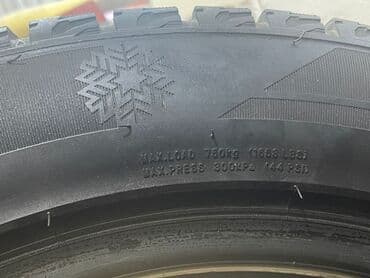 MAX.LOAD 750kg (1653 LBS)
MAX.PRESS 300KPa (44 PSI)